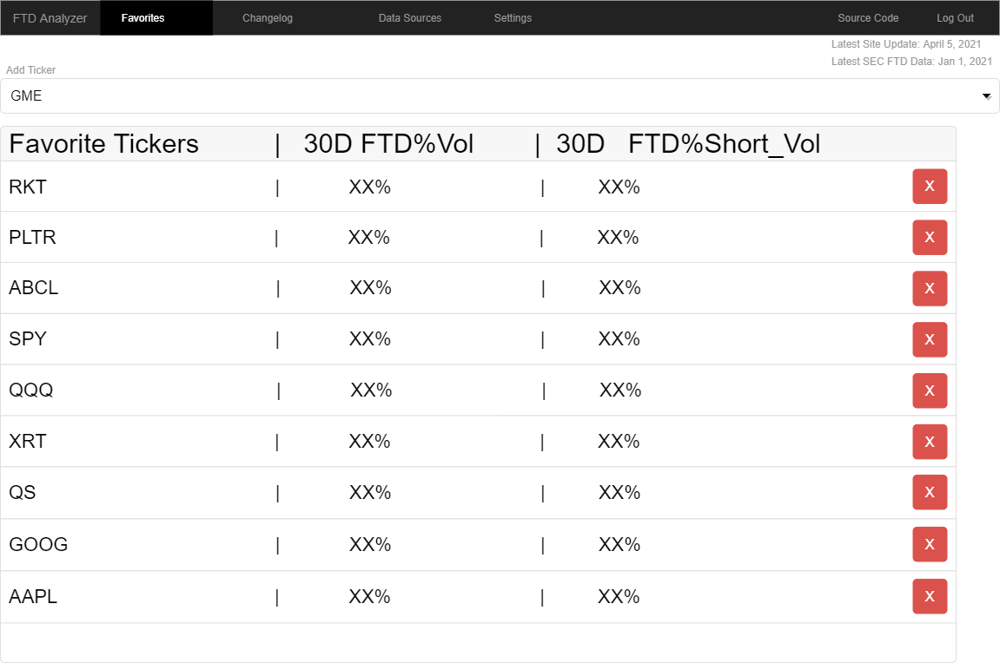 FTD Analyzer Favorites Changelog Data Sources Settings Source Code Log Out
Latest Site Update: April 5, 2021
Latest SEC FTD Data: Jan 1, 2021
Add Ticker
GME
Favorite Tickers | 30D FTD%Vol | 30D FTD%Short_Vol
RKT | XX% | XX% X
PLTR | XX% | XX% X
ABCL | XX% | XX% X
SPY | XX% | XX% X
QQQ | XX% | XX% X
XRT | XX% | XX% X
QS | XX% | XX% X
GOOG | XX% | XX% X
AAPL | XX% | XX% X